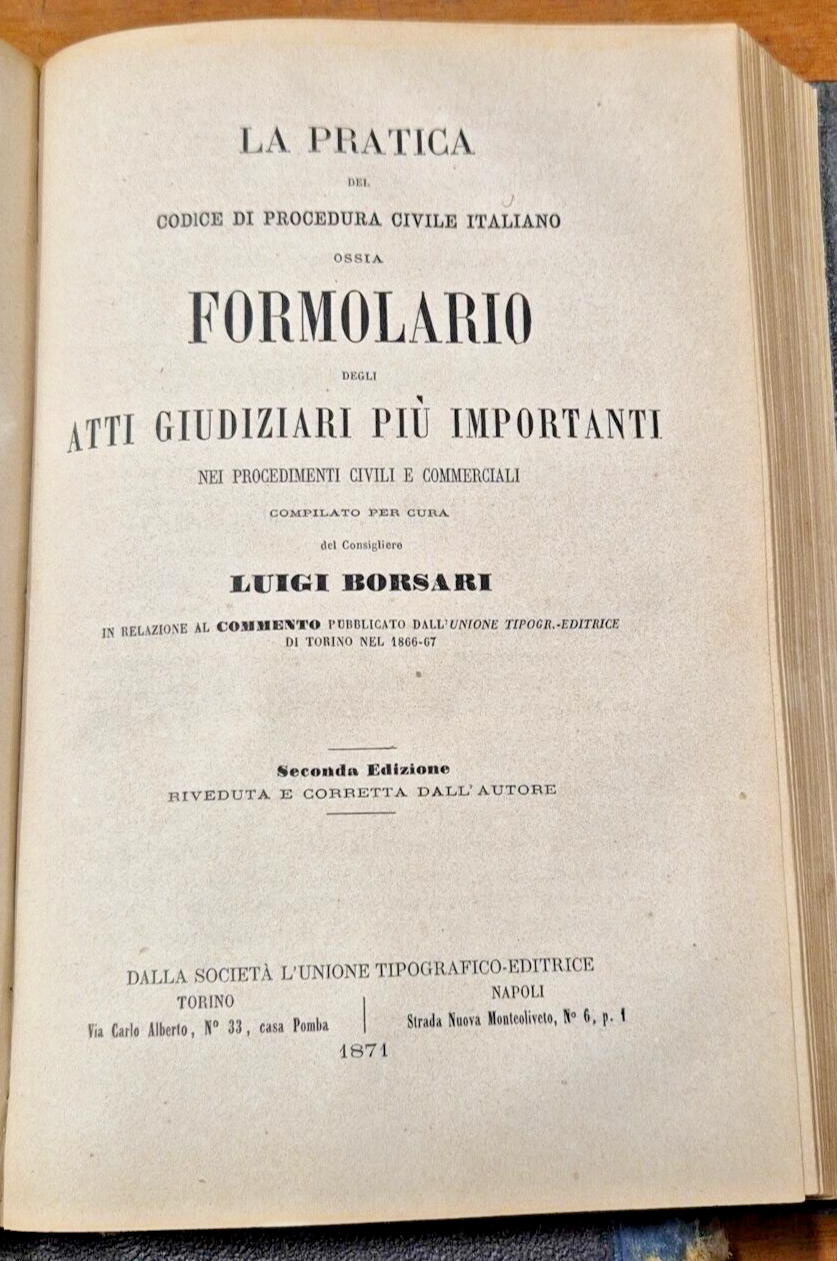 LA PRATICA
DEL
CODICE DI PROCEDURA CIVILE ITALIANO
OSSIA
FORMOLARIO
DEGLI
ATTI GIUDIZIARI PIÙ IMPORTANTI
NEI PROCEDIMENTI CIVILI E COMMERCIALI
COMPILATO PER CURA
del Consigliere
LUIGI BORSARI
IN RELAZIONE AL COMMENTO PUBBLICATO DALL'UNIONE TIPOGR.-EDITRICE
DI TORINO NEL 1866-67
Seconda Edizione
RIVEDUTA E CORRETTA DALL'AUTORE
DALLA SOCIETÀ L'UNIONE TIPOGRAFICO-EDITRICE
TORINO
Via Carlo Alberto, Nº 33, casa Pomba
NAPOLI
Strada Nuova Monteoliveto, Nº 6, p. 1
1871